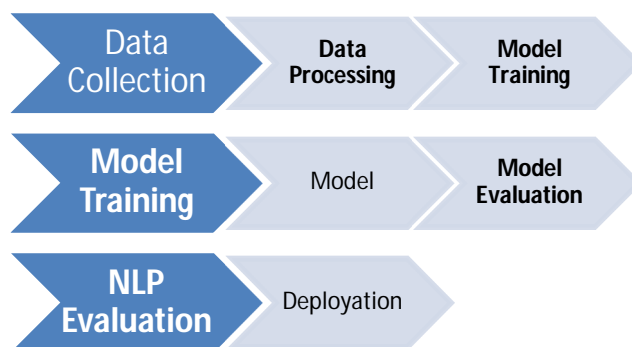 Data
Collection
Data
Processing
Model
Training
Model
Training
Model
Model
Evaluation
NLP
Evaluation
Deployation